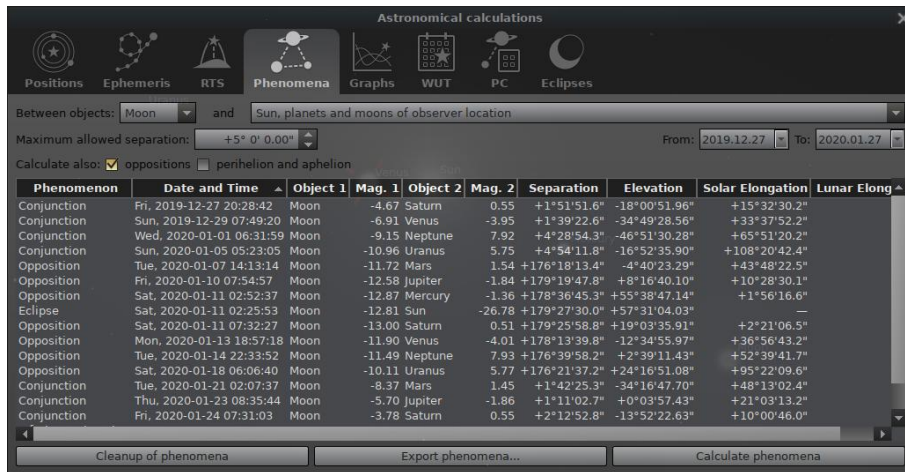 Astronomical calculations
Positions Ephemeris RTS Phenomena Graphs WUT PC Eclipses
Between objects: Moon and Sun, planets and moons of observer location
Maximum allowed separation: +5° 0' 0.00" From: 2019.12.27 To: 2020.01.27
Calculate also: oppositions perihelion and aphelion
Phenomenon Date and Time Object 1 Mag. 1 Object 2 Mag. 2 Separation Elevation Solar Elongation Lunar Elong
Conjunction Fri, 2019-12-27 20:28:42 Moon -4.67 Saturn 0.55 +1°51'51.6" -18°00'51.96" +15°32'30.2"
Conjunction Sun, 2019-12-29 07:49:20 Moon -6.91 Venus -3.95 +1°39'22.6" -34°49'28.56" +33°37'52.2"
Conjunction Wed, 2020-01-01 06:31:59 Moon -9.15 Neptune 7.92 +4°28'54.3" -46°51'30.28" +65°51'20.2"
Conjunction Sun, 2020-01-05 05:23:05 Moon -10.96 Uranus 5.75 +4°54'11.8" -16°52'35.90" +108°20'42.4"
Opposition Tue, 2020-01-07 14:13:14 Moon -11.72 Mars 1.54 +176°18'13.4" -4°40'23.29" +43°48'22.5"
Opposition Fri, 2020-01-10 07:54:57 Moon -12.58 Jupiter -1.84 +179°19'47.8" +8°16'40.10" +10°28'30.1"
Opposition Sat, 2020-01-11 02:52:37 Moon -12.87 Mercury -1.36 +178°36'45.3" +55°38'47.14" +1°56'16.6"
Eclipse Sat, 2020-01-11 02:25:53 Moon -12.81 Sun -26.78 +179°27'30.0" +57°31'04.03" —
Opposition Sat, 2020-01-11 07:32:27 Moon -13.00 Saturn 0.51 +179°25'58.8" +19°03'35.91" +2°21'06.5"
Opposition Mon, 2020-01-13 18:57:18 Moon -11.90 Venus -4.01 +178°13'39.8" -12°34'55.97" +36°56'43.2"
Opposition Tue, 2020-01-14 22:33:52 Moon -11.49 Neptune 7.93 +176°39'58.2" +2°39'11.43" +52°39'41.7"
Opposition Sat, 2020-01-18 06:06:40 Moon -10.11 Uranus 5.77 +176°21'37.2" +24°16'51.08" +95°22'09.6"
Conjunction Tue, 2020-01-21 02:07:37 Moon -8.37 Mars 1.45 +1°42'25.3" -34°16'47.70" +48°13'02.4"
Conjunction Thu, 2020-01-23 08:35:44 Moon -5.70 Jupiter -1.86 +1°11'02.7" +0°03'57.43" +21°03'13.2"
Conjunction Fri, 2020-01-24 07:31:03 Moon -3.78 Saturn 0.55 +2°12'52.8" -13°52'22.63" +10°00'46.0"
Cleanup of phenomena Export phenomena... Calculate phenomena